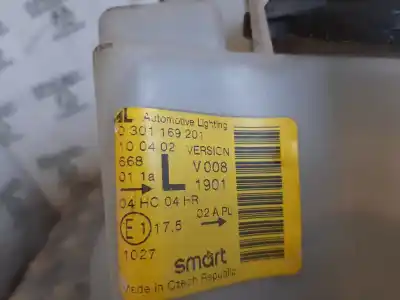 AL Automotive Lighting
0 301 169 201
10 04 02 VERSION
668 V008
01 1a L 1901
04 HC 04 HR
02 A PL
E1 17.5
1027 smart
Made in Czech Republic